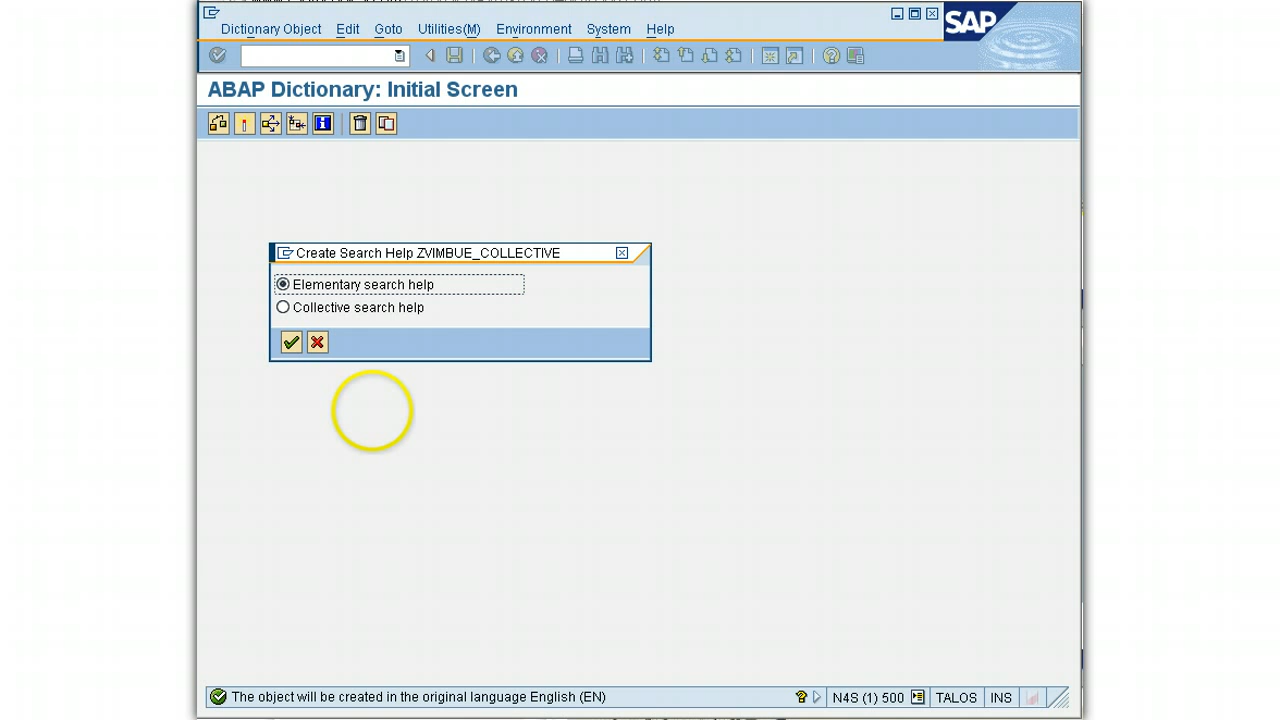 SAP
Dictionary Object Edit Goto Utilities(M) Environment System Help
ABAP Dictionary: Initial Screen
Create Search Help ZVIMBUE_COLLECTIVE
Elementary search help
Collective search help
The object will be created in the original language English (EN)
N4S (1) 500 TALOS INS